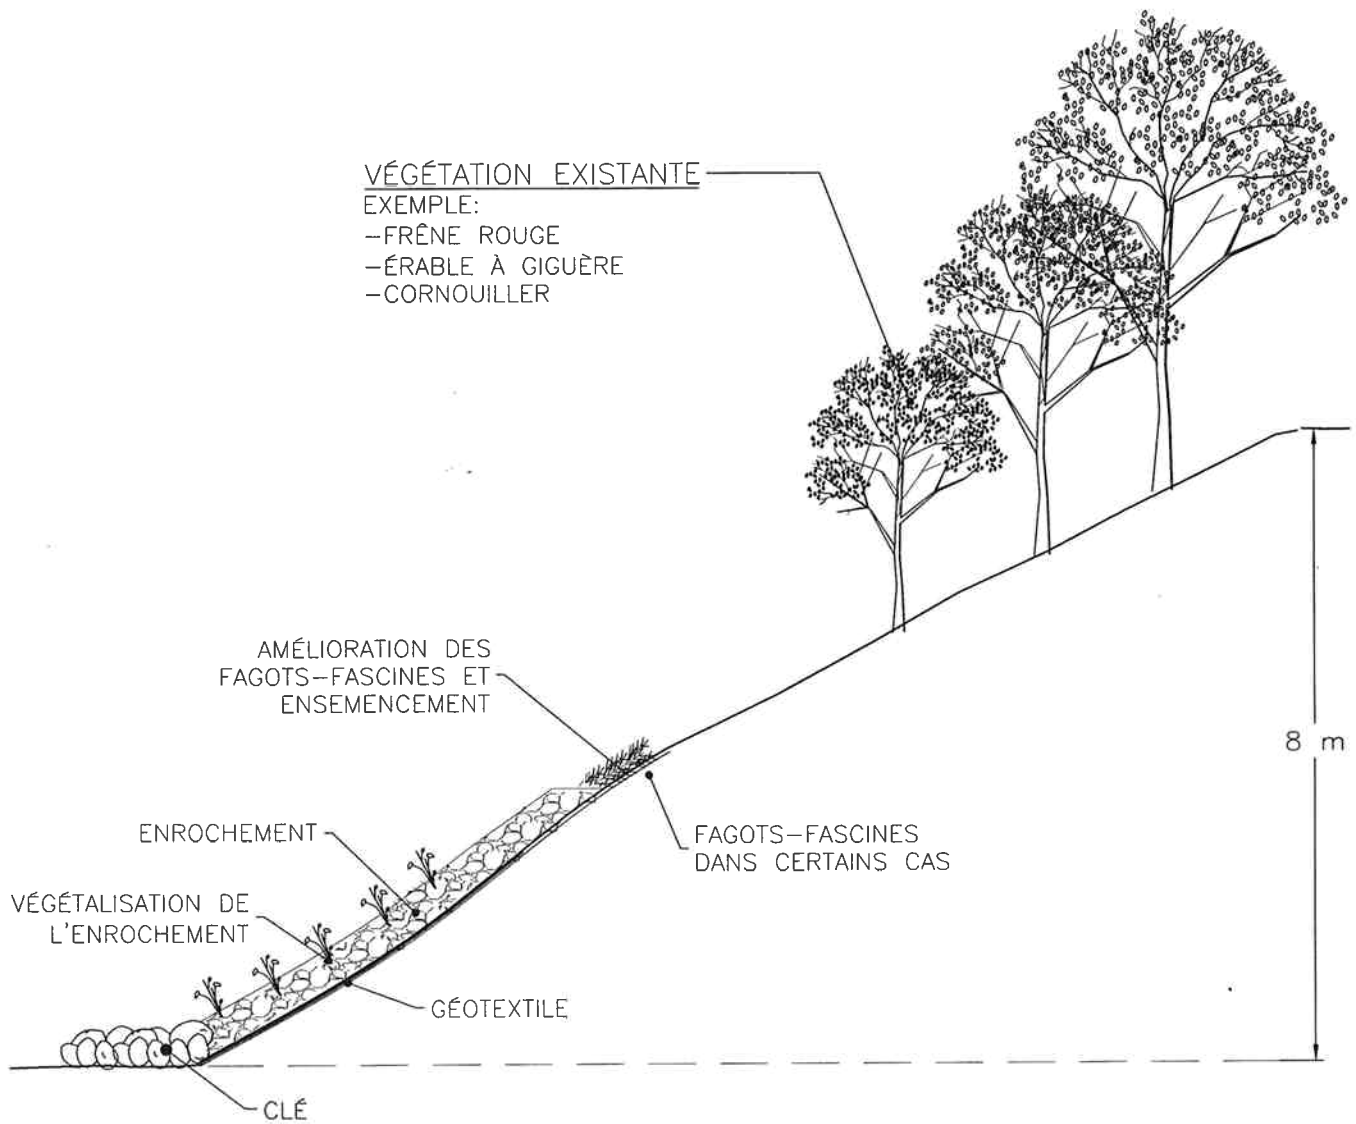 VÉGÉTATION EXISTANTE
EXEMPLE:
-FRÊNE ROUGE
-ÉRABLE À GIGUÈRE
-CORNOUILLER
AMÉLIORATION DES
FAGOTS-FASCINES ET
ENSEMENCEMENT
8 m
ENROCHEMENT
FAGOTS-FASCINES
DANS CERTAINS CAS
VÉGÉTALISATION DE
L'ENROCHEMENT
GÉOTEXTILE
CLÉ